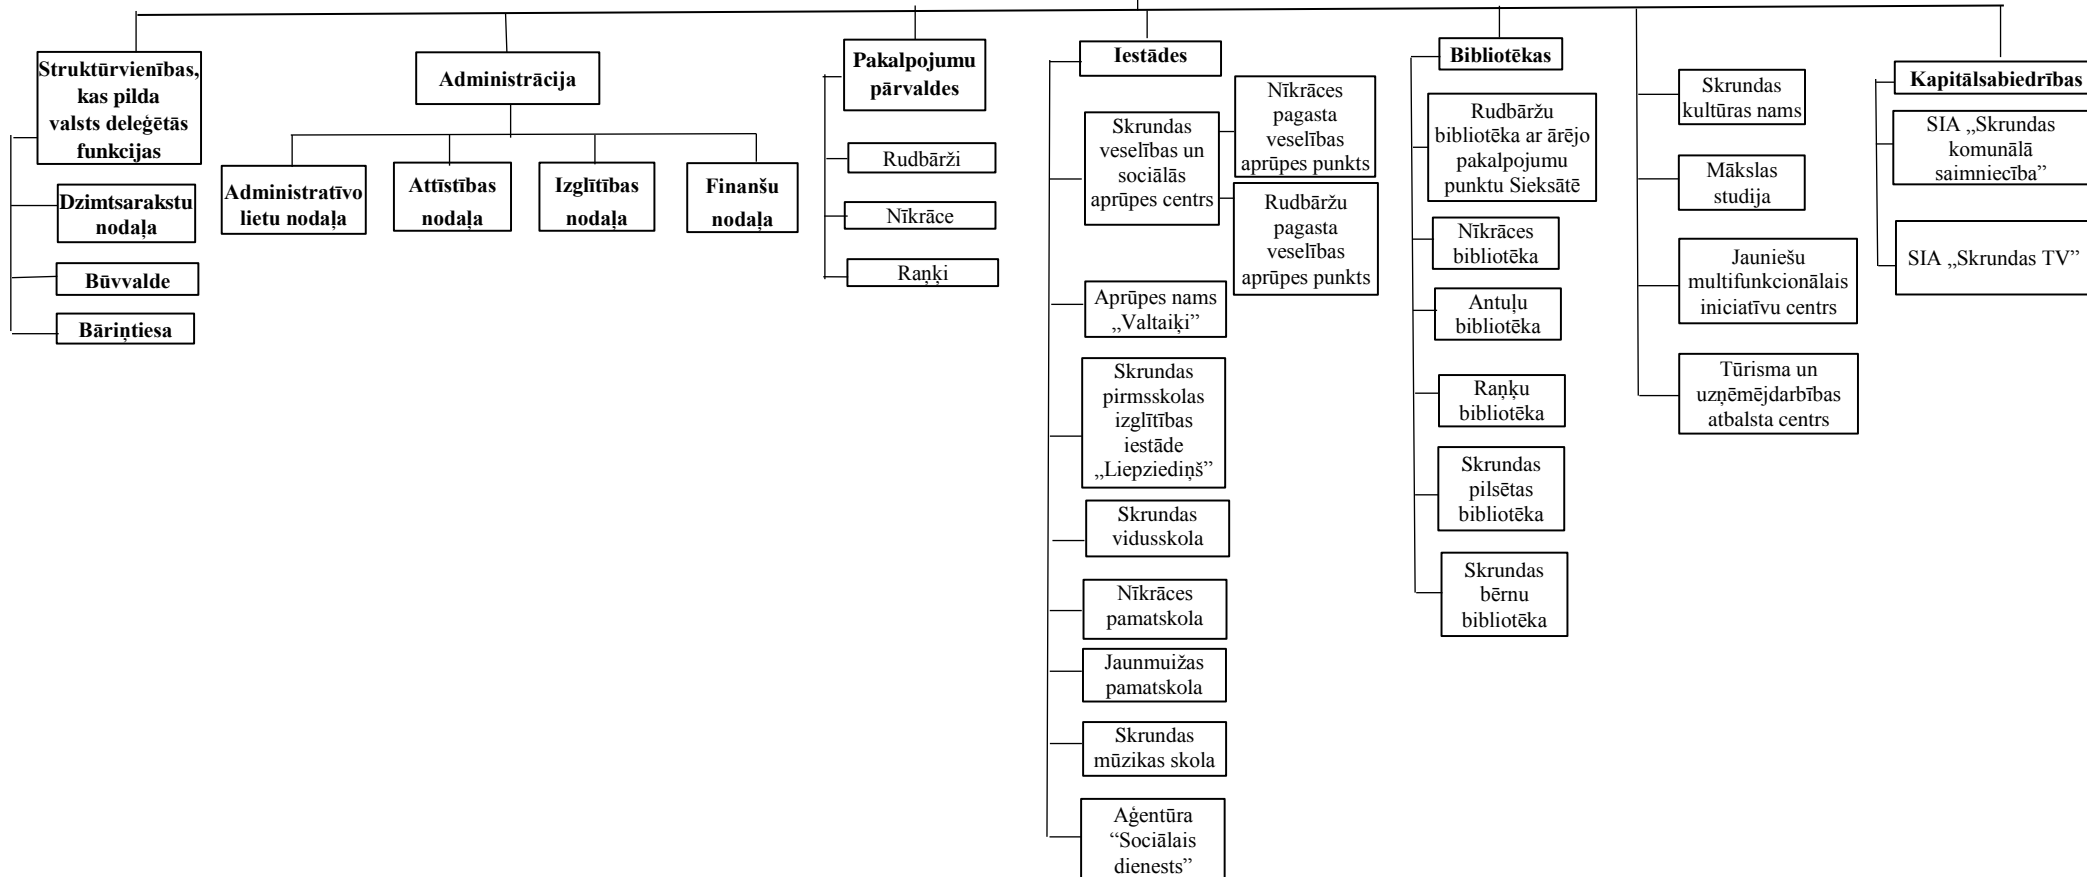 Struktūrvienības,
kas pilda
valsts deleģētās
funkcijas
Dzimtsarakstu
nodaļa
Būvvalde
Bāriņtiesa
Administrācija
Administratīvo
lietu nodaļa
Attīstības
nodaļa
Izglītības
nodaļa
Finanšu
nodaļa
Pakalpojumu
pārvaldes
Rudbārži
Nīkrāce
Raņķi
Iestādes
Skrundas
veselības un
sociālās
aprūpes centrs
Nīkrāces
pagasta
veselības
aprūpes punkts
Rudbāržu
pagasta
veselības
aprūpes punkts
Aprūpes nams
„Valtaiķi”
Skrundas
pirmsskolas
izglītības
iestāde
„Liepziediņš”
Skrundas
vidusskola
Nīkrāces
pamatskola
Jaunmuižas
pamatskola
Skrundas
mūzikas skola
Aģentūra
“Sociālais
dienests”
Bibliotēkas
Rudbāržu
bibliotēka ar ārējo
pakalpojumu
punktu Sieksātē
Nīkrāces
bibliotēka
Antuļu
bibliotēka
Raņķu
bibliotēka
Skrundas
pilsētas
bibliotēka
Skrundas
bērnu
bibliotēka
Skrundas
kultūras nams
Mākslas
studija
Jauniešu
multifunkcionālais
iniciatīvu centrs
Tūrisma un
uzņēmējdarbības
atbalsta centrs
Kapitālsabiedrības
SIA „Skrundas
komunālā
saimniecība”
SIA „Skrundas TV”